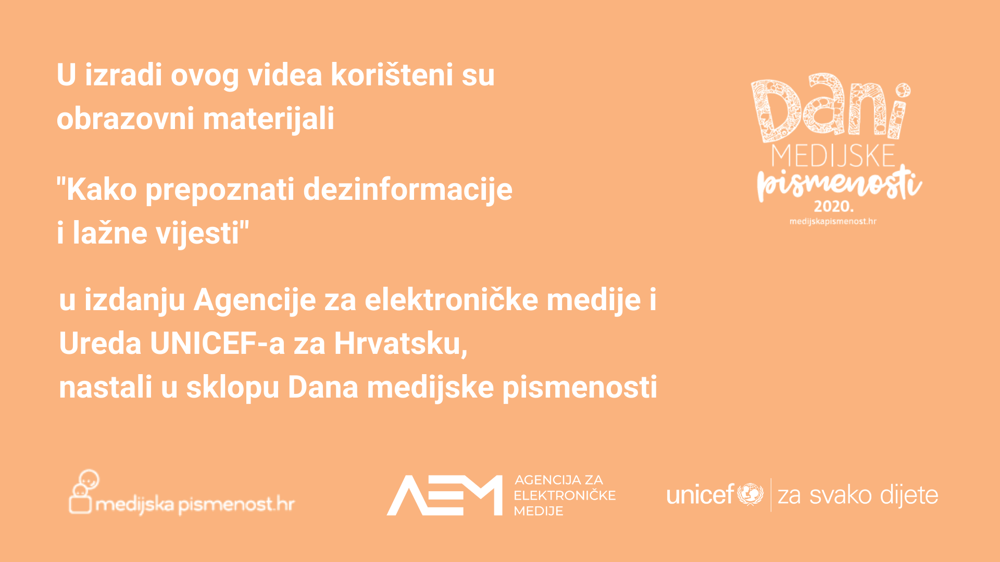 U izradi ovog videa korišteni su
obrazovni materijali
"Kako prepoznati dezinformacije
i lažne vijesti"
u izdanju Agencije za elektroničke medije i
Ureda UNICEF-a za Hrvatsku,
nastali u sklopu Dana medijske pismenosti
Dani
MEDIJSKE
pismenosti
2020.
medijskapismenost.hr
medijska pismenost.hr
AEM
AGENCIJA ZA
ELEKTRONIČKE
MEDIJE
unicef za svako dijete